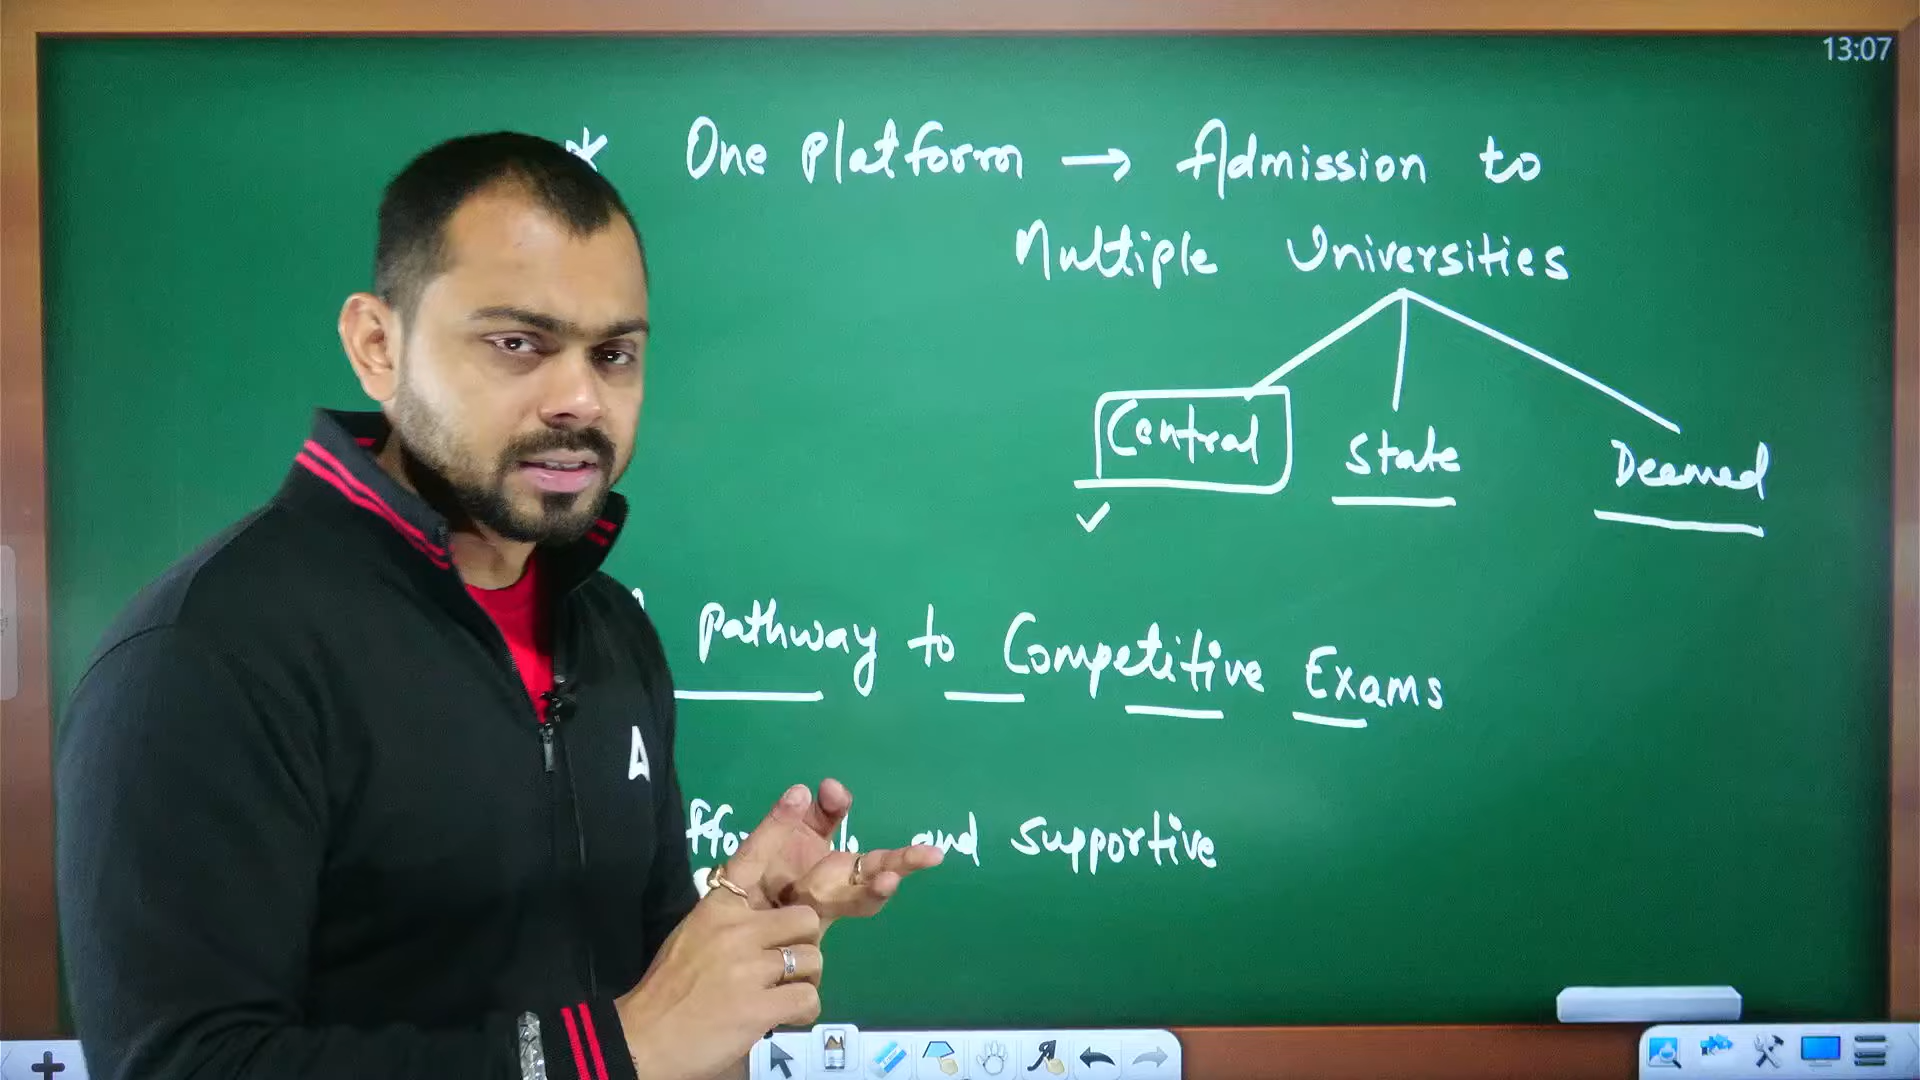 13:07
* One Platform → Admission to
Multiple Universities
Central State Deemed
✓
Pathway to Competitive Exams
and supportive